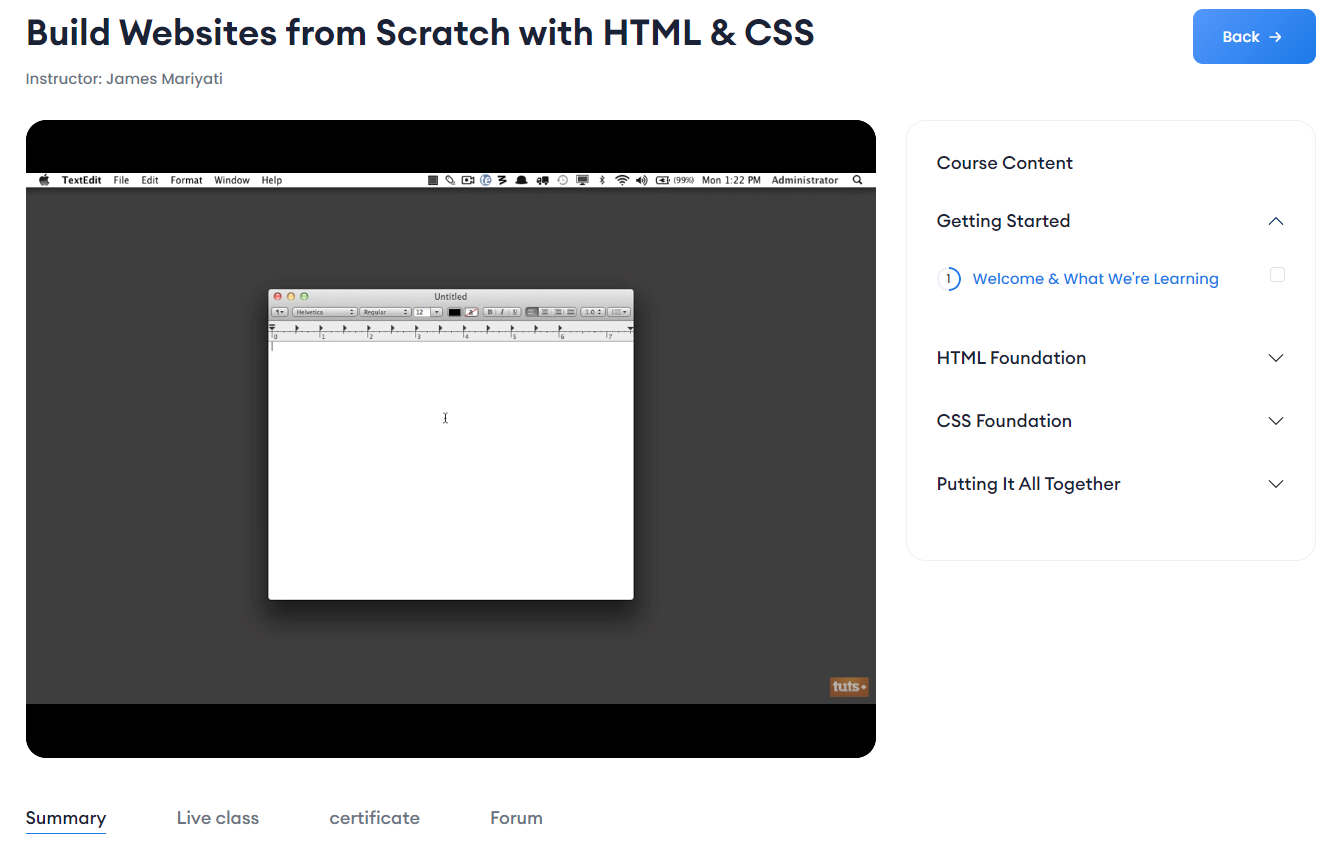 Build Websites from Scratch with HTML & CSS
Back →
Instructor: James Mariyati
TextEdit File Edit Format Window Help
(99%) Mon 1:22 PM Administrator
Untitled
Helvetica Regular 12 a B I U 1.0
0 1 2 3 4 5 6 7
tuts+
Course Content
Getting Started
1 Welcome & What We're Learning
HTML Foundation
CSS Foundation
Putting It All Together
Summary Live class certificate Forum